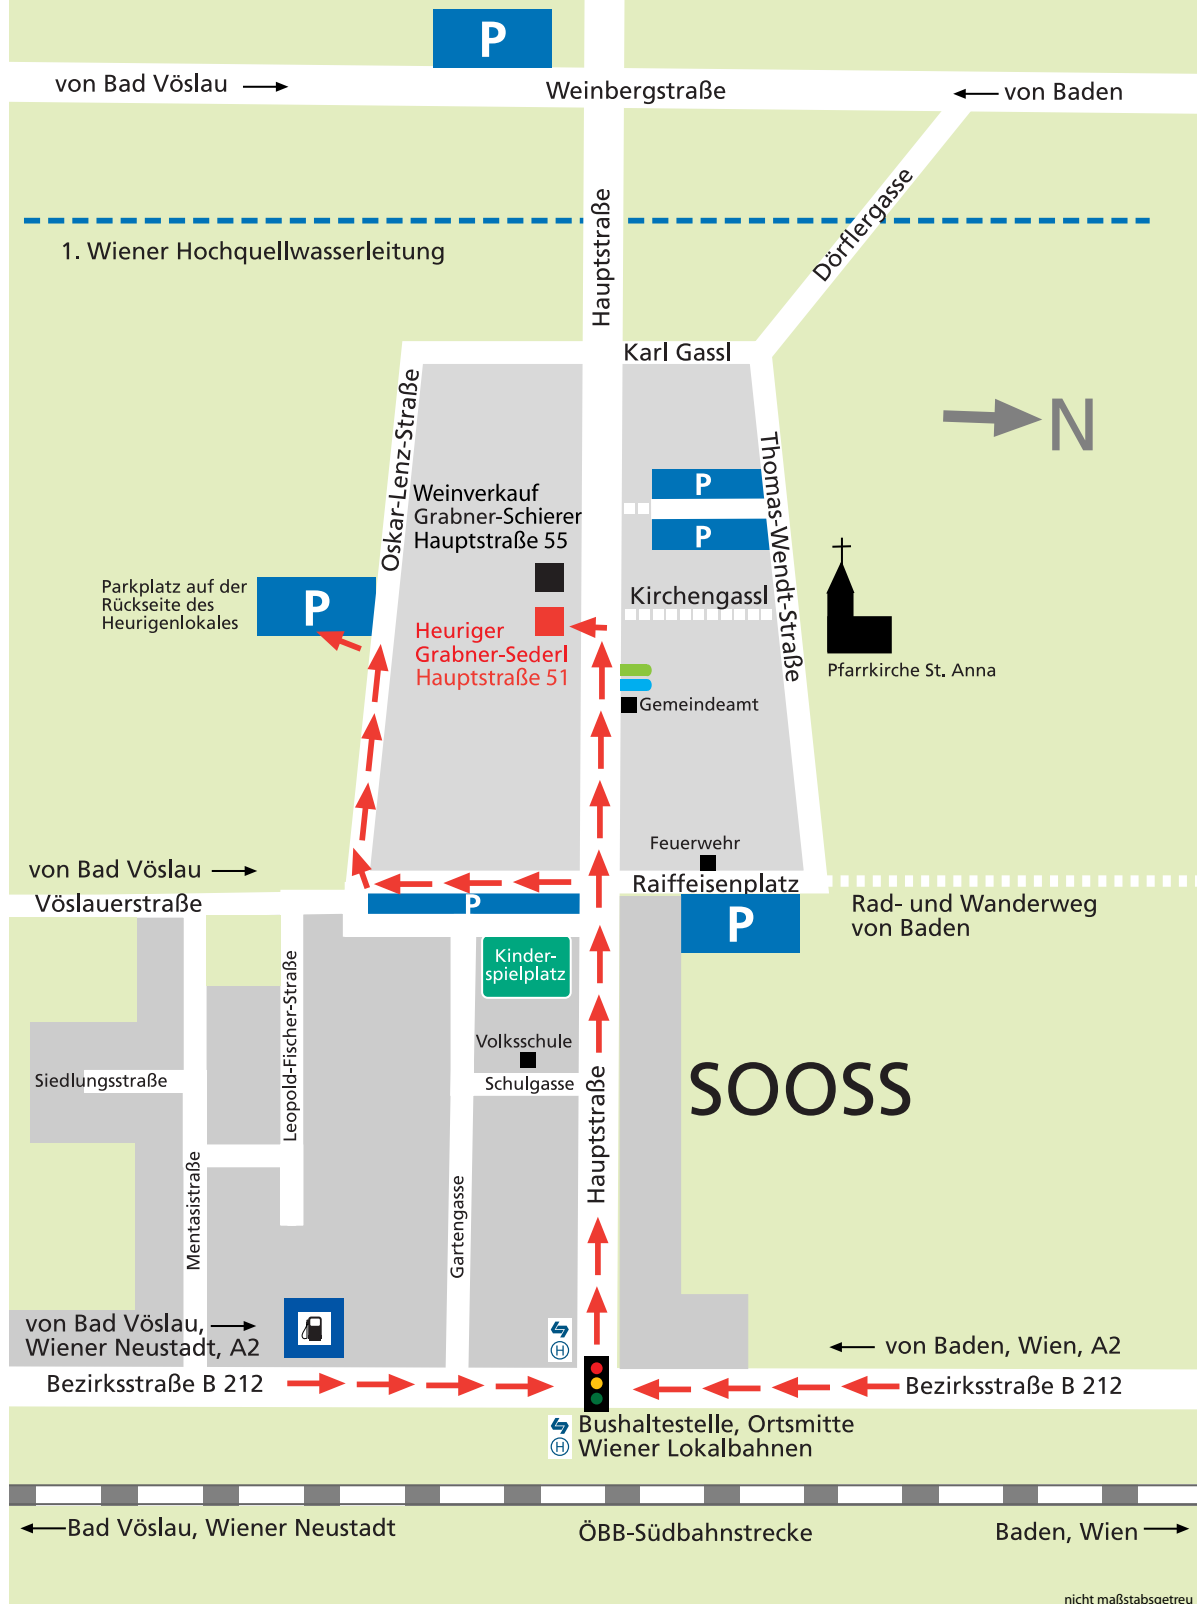 P
von Bad Vöslau
Weinbergstraße
von Baden
Hauptstraße
Dörflergasse
1. Wiener Hochquellwasserleitung
Karl Gassl
N
Oskar-Lenz-Straße
Thomas-Wendt-Straße
Weinverkauf
Grabner-Schierer
Hauptstraße 55
P
P
Parkplatz auf der
Rückseite des
Heurigenlokales
P
Kirchengassl
Heuriger
Grabner-Sederl
Hauptstraße 51
Pfarrkirche St. Anna
Gemeindeamt
Feuerwehr
von Bad Vöslau
Raiffeisenplatz
Vöslauerstraße
P
P
Rad- und Wanderweg
von Baden
Kinder-
spielplatz
Leopold-Fischer-Straße
Volksschule
Siedlungsstraße
Schulgasse
SOOSS
Hauptstraße
Mentasistraße
Gartengasse
von Bad Vöslau,
Wiener Neustadt, A2
H
von Baden, Wien, A2
Bezirksstraße B 212
Bezirksstraße B 212
H
Bushaltestelle, Ortsmitte
Wiener Lokalbahnen
Bad Vöslau, Wiener Neustadt
ÖBB-Südbahnstrecke
Baden, Wien
nicht maßstabsgetreu